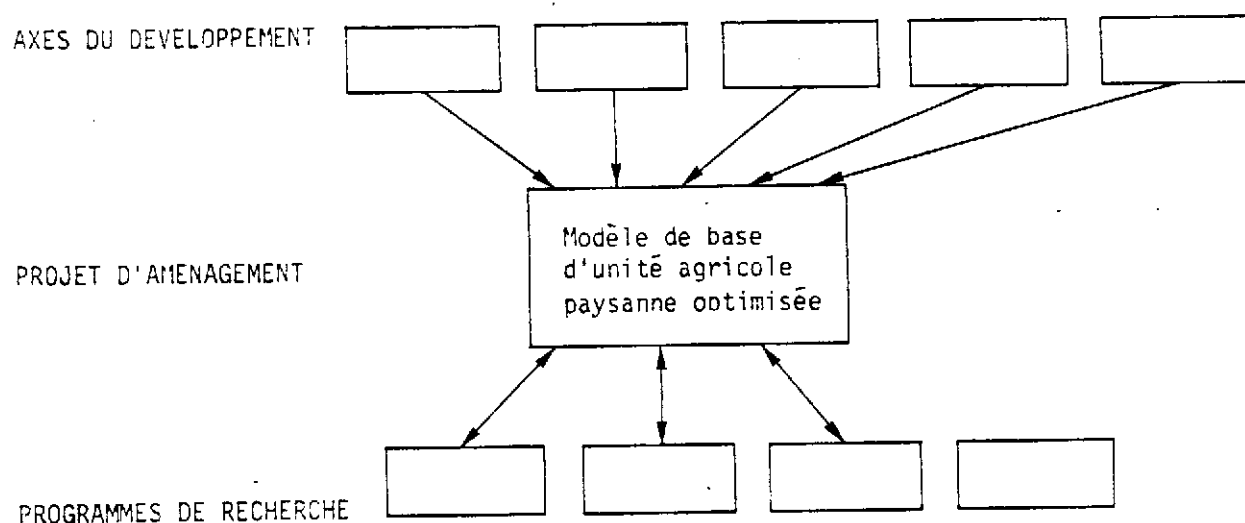 AXES DU DEVELOPPEMENT
Modèle de base
d'unité agricole
paysanne optimisée
PROJET D'AMENAGEMENT
PROGRAMMES DE RECHERCHE